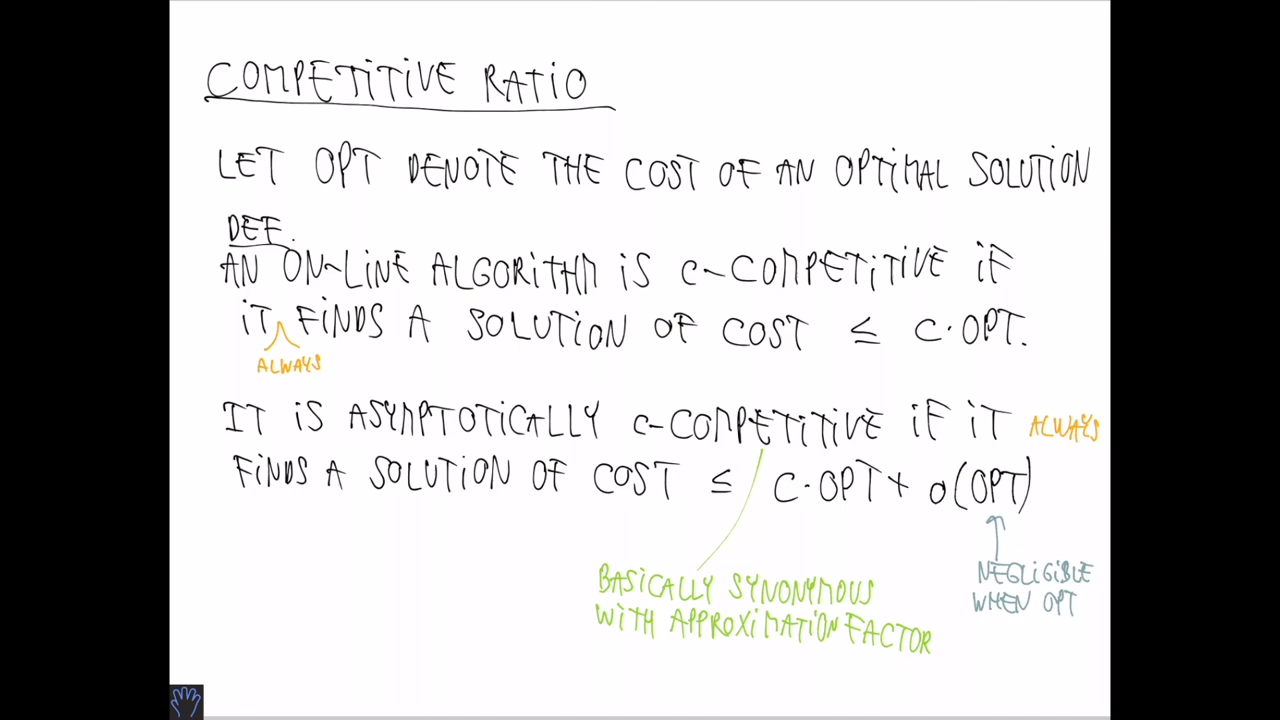 COMPETITIVE RATIO
LET OPT DENOTE THE COST OF AN OPTIMAL SOLUTION
DEF.
AN ON-LINE ALGORITHM IS c-COMPETITIVE IF
IT FINDS A SOLUTION OF COST ≤ C·OPT.
ALWAYS
IT IS ASYMPTOTICALLY c-COMPETITIVE IF IT ALWAYS
FINDS A SOLUTION OF COST ≤ C·OPT + o(OPT)
BASICALLY SYNONYMOUS
WITH APPROXIMATION FACTOR
NEGLIGIBLE
WHEN OPT